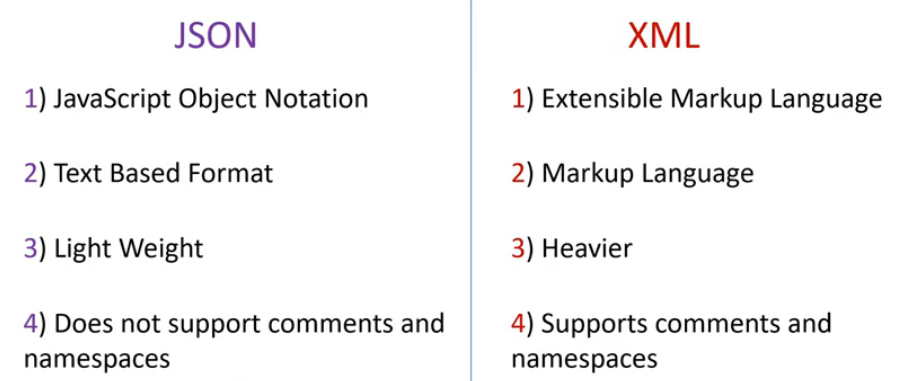 JSON
1) JavaScript Object Notation
2) Text Based Format
3) Light Weight
4) Does not support comments and
namespaces
XML
1) Extensible Markup Language
2) Markup Language
3) Heavier
4) Supports comments and
namespaces